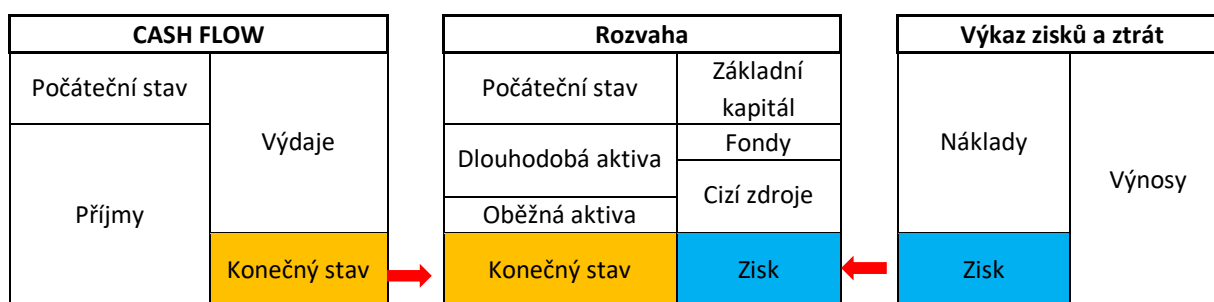 CASH FLOW
Počáteční stav
Výdaje
Příjmy
Konečný stav
Rozvaha
Počáteční stav
Základní
kapitál
Dlouhodobá aktiva
Fondy
Cizí zdroje
Oběžná aktiva
Konečný stav
Zisk
Výkaz zisků a ztrát
Náklady
Výnosy
Zisk